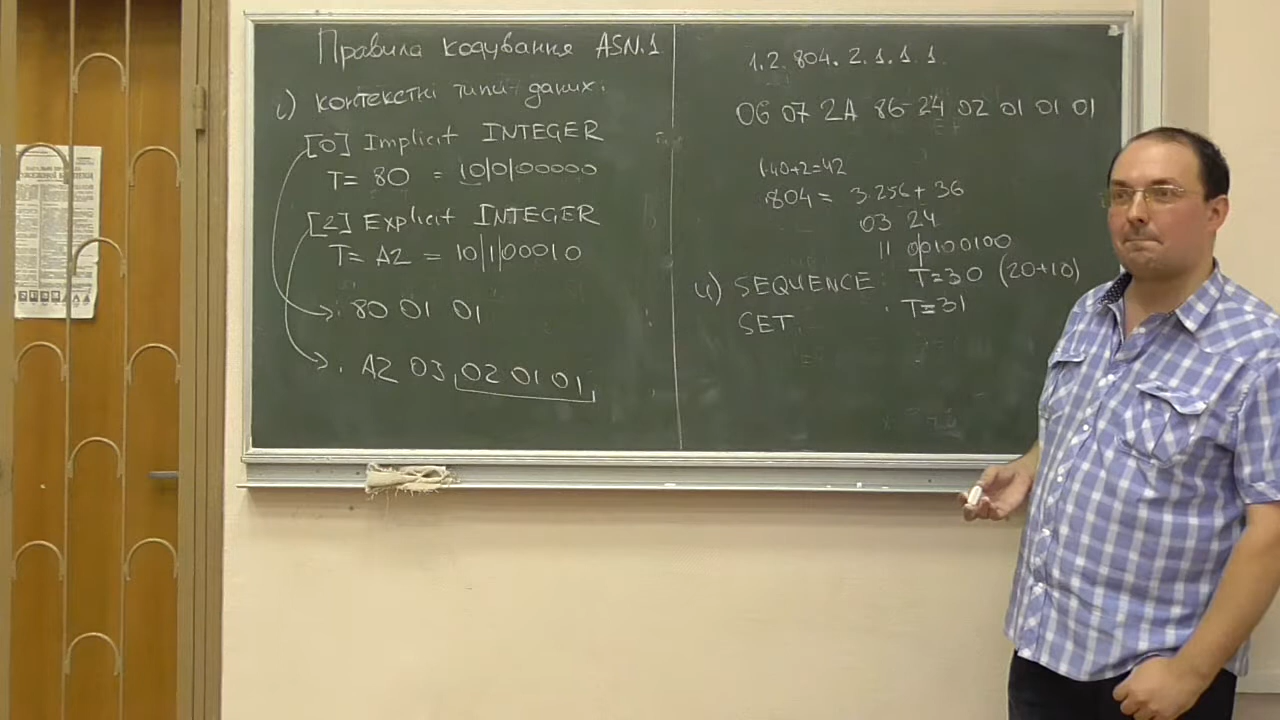 Правила кодування ASN.1
і) контекстні типи даних.
[0] Implicit INTEGER
T= 80 = 10|0|00000
[2] Explicit INTEGER
T= A2 = 10|1|00010
80 01 01
A2 03 02 01 01
1.2.804.2.1.1.1
06 07 2A 86 24 02 01 01 01
1·40+2=42
804 = 3·256+36
03 24
11 00100100
SEQUENCE T=30 (20+10)
SET T=31